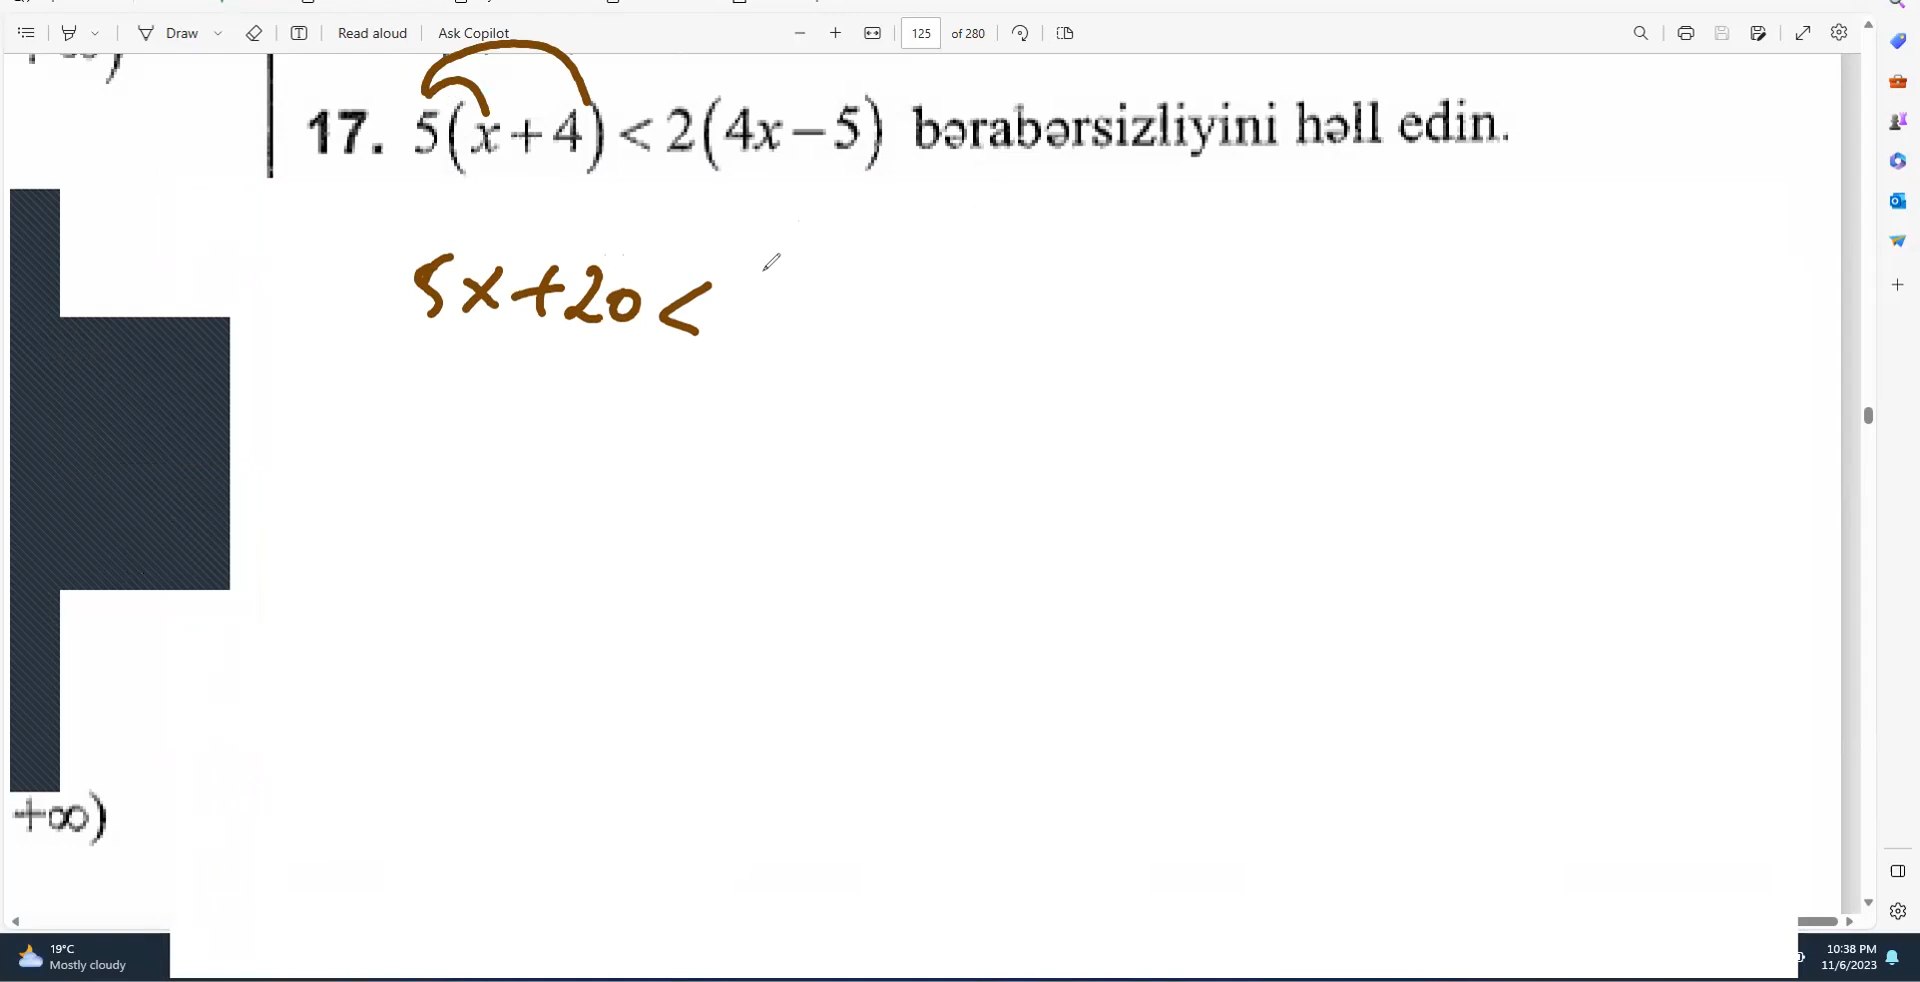 Draw
Read aloud
Ask Copilot
125 of 280
+∞)
17. 5(x+4)<2(4x−5) bərabərsizliyini həll edin.
5x+20<
+∞)
19°C
Mostly cloudy
10:38 PM
11/6/2023